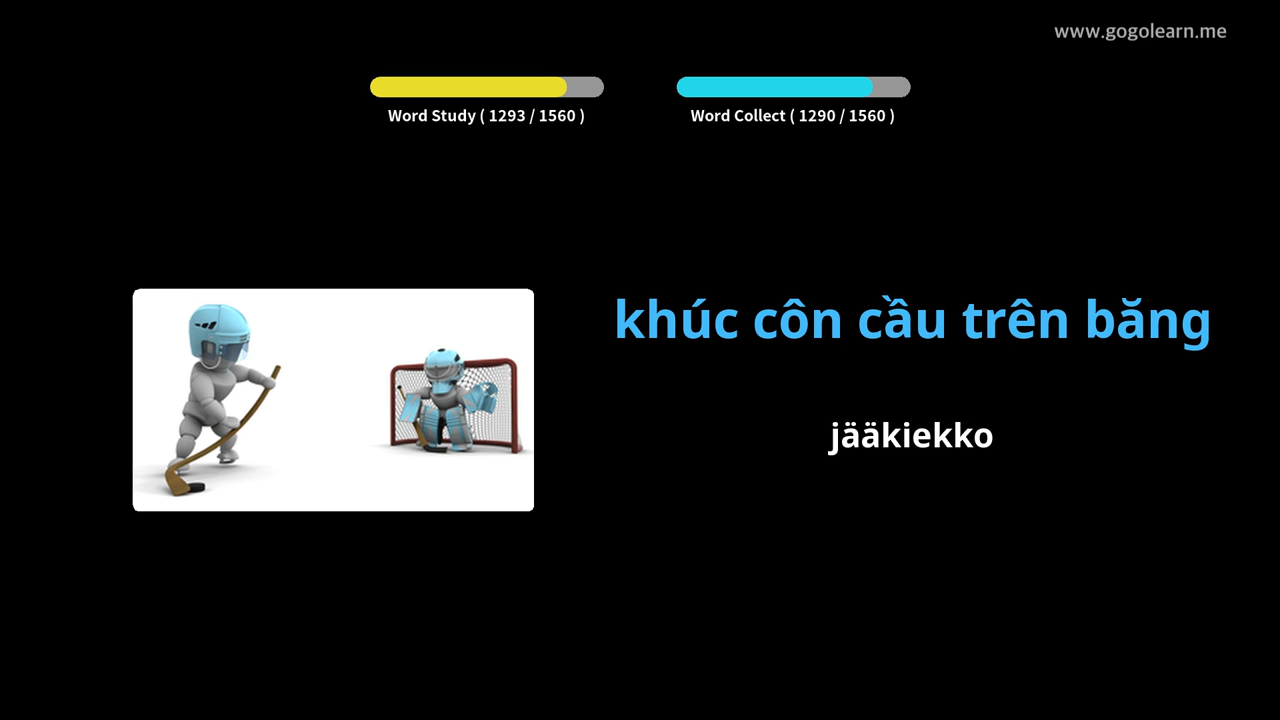 www.gogolearn.me
Word Study ( 1293 / 1560 )
Word Collect ( 1290 / 1560 )
khúc côn cầu trên băng
jääkiekko